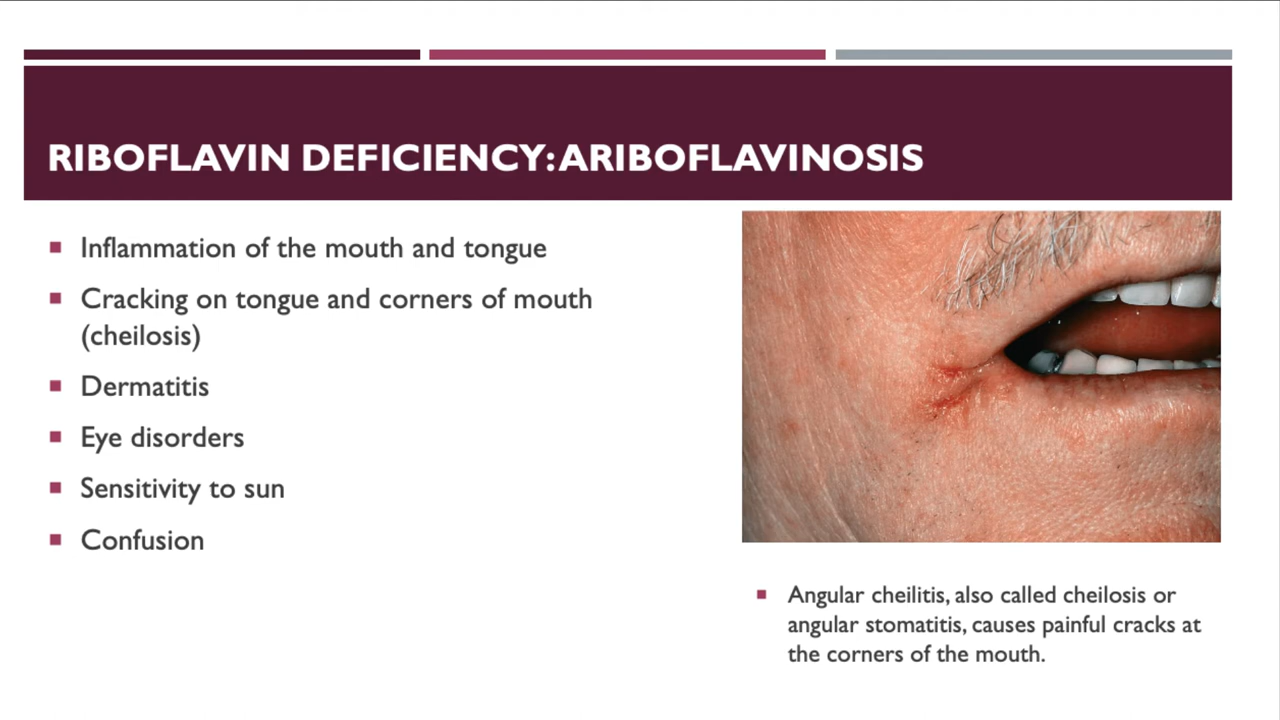 RIBOFLAVIN DEFICIENCY: ARIBOFLAVINOSIS
Inflammation of the mouth and tongue
Cracking on tongue and corners of mouth
(cheilosis)
Dermatitis
Eye disorders
Sensitivity to sun
Confusion
Angular cheilitis, also called cheilosis or
angular stomatitis, causes painful cracks at
the corners of the mouth.